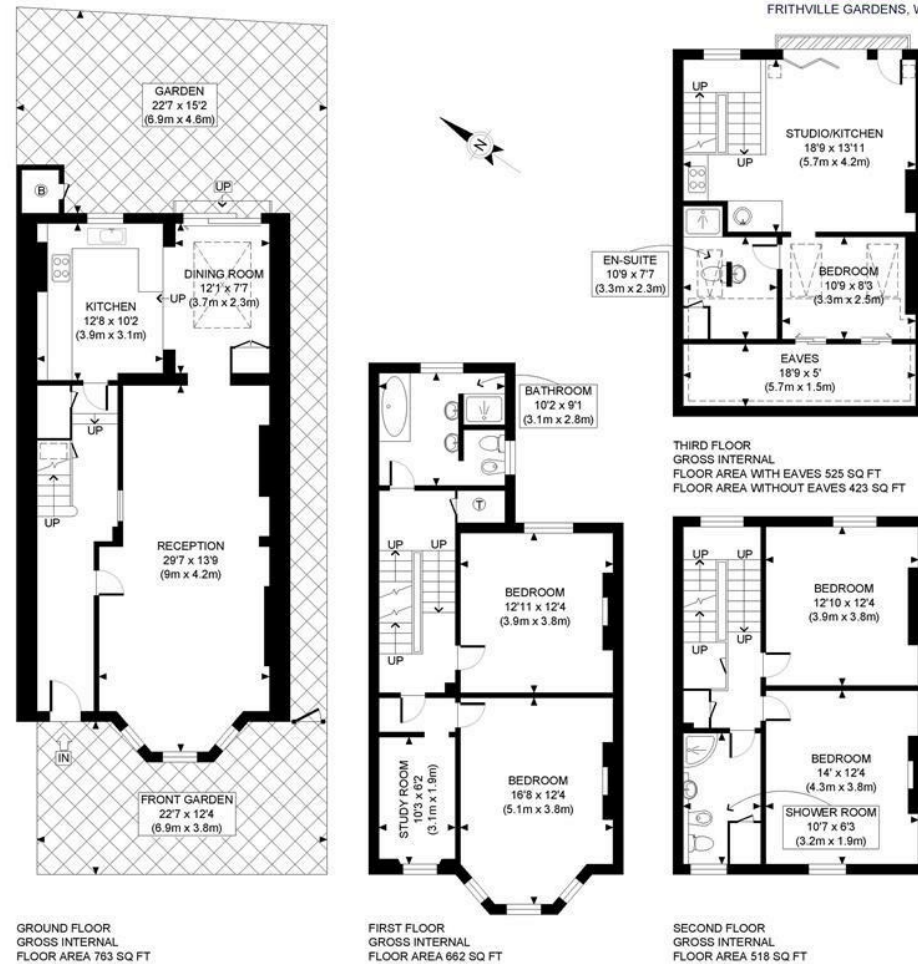 FRITHVILLE GARDENS, W
GARDEN
22'7 x 15'2
(6.9m x 4.6m)
B
UP
KITCHEN
12'8 x 10'2
(3.9m x 3.1m)
DINING ROOM
12'1 x 7'7
(3.7m x 2.3m)
UP
UP
UP
RECEPTION
29'7 x 13'9
(9m x 4.2m)
IN
FRONT GARDEN
22'7 x 12'4
(6.9m x 3.8m)
GROUND FLOOR
GROSS INTERNAL
FLOOR AREA 763 SQ FT
N
BATHROOM
10'2 x 9'1
(3.1m x 2.8m)
T
UP
UP
UP
BEDROOM
12'11 x 12'4
(3.9m x 3.8m)
STUDY ROOM
10'3 x 6'2
(3.1m x 1.9m)
BEDROOM
16'8 x 12'4
(5.1m x 3.8m)
FIRST FLOOR
GROSS INTERNAL
FLOOR AREA 662 SQ FT
UP
UP
STUDIO/KITCHEN
18'9 x 13'11
(5.7m x 4.2m)
EN-SUITE
10'9 x 7'7
(3.3m x 2.3m)
BEDROOM
10'9 x 8'3
(3.3m x 2.5m)
EAVES
18'9 x 5'
(5.7m x 1.5m)
THIRD FLOOR
GROSS INTERNAL
FLOOR AREA WITH EAVES 525 SQ FT
FLOOR AREA WITHOUT EAVES 423 SQ FT
UP
UP
UP
UP
BEDROOM
12'10 x 12'4
(3.9m x 3.8m)
BEDROOM
14' x 12'4
(4.3m x 3.8m)
SHOWER ROOM
10'7 x 6'3
(3.2m x 1.9m)
SECOND FLOOR
GROSS INTERNAL
FLOOR AREA 518 SQ FT